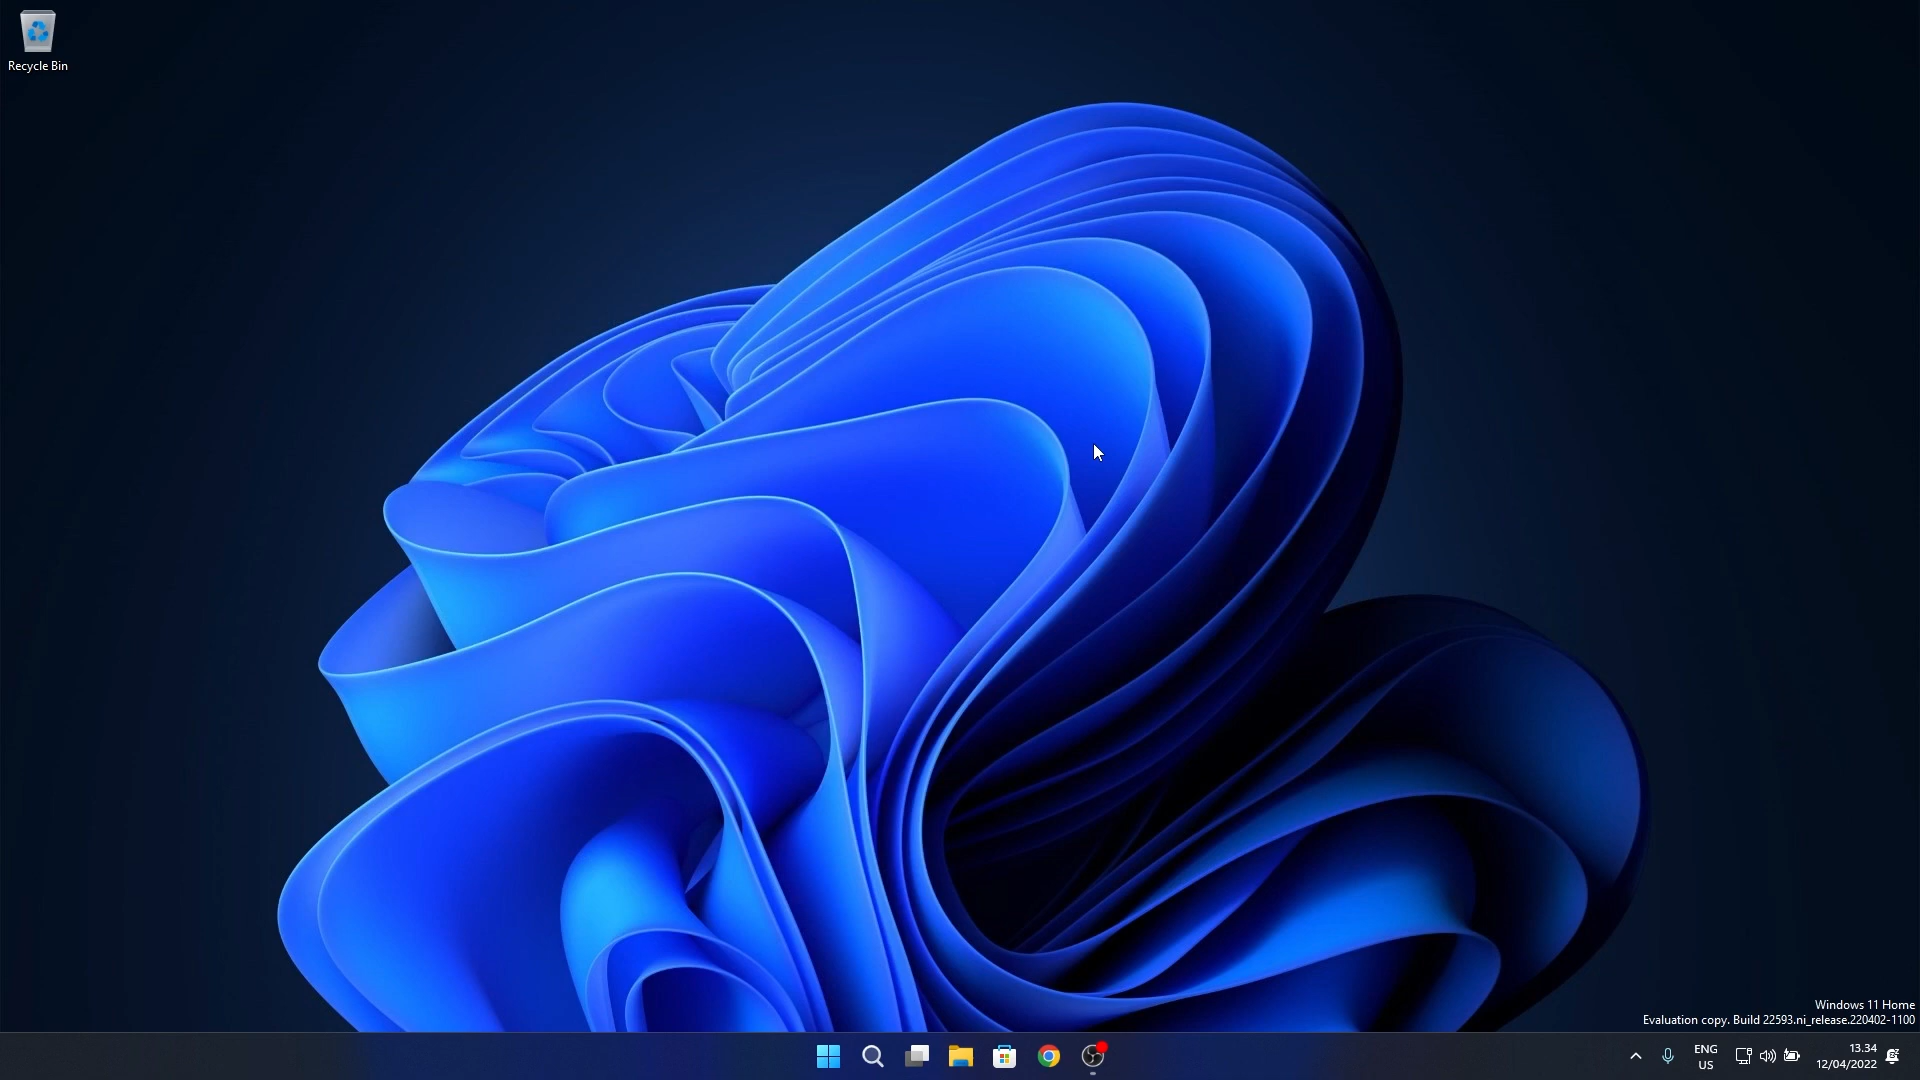 Recycle Bin
Windows 11 Home
Evaluation copy. Build 22593.ni_release.220402-1100
ENG
US
13.34
12/04/2022